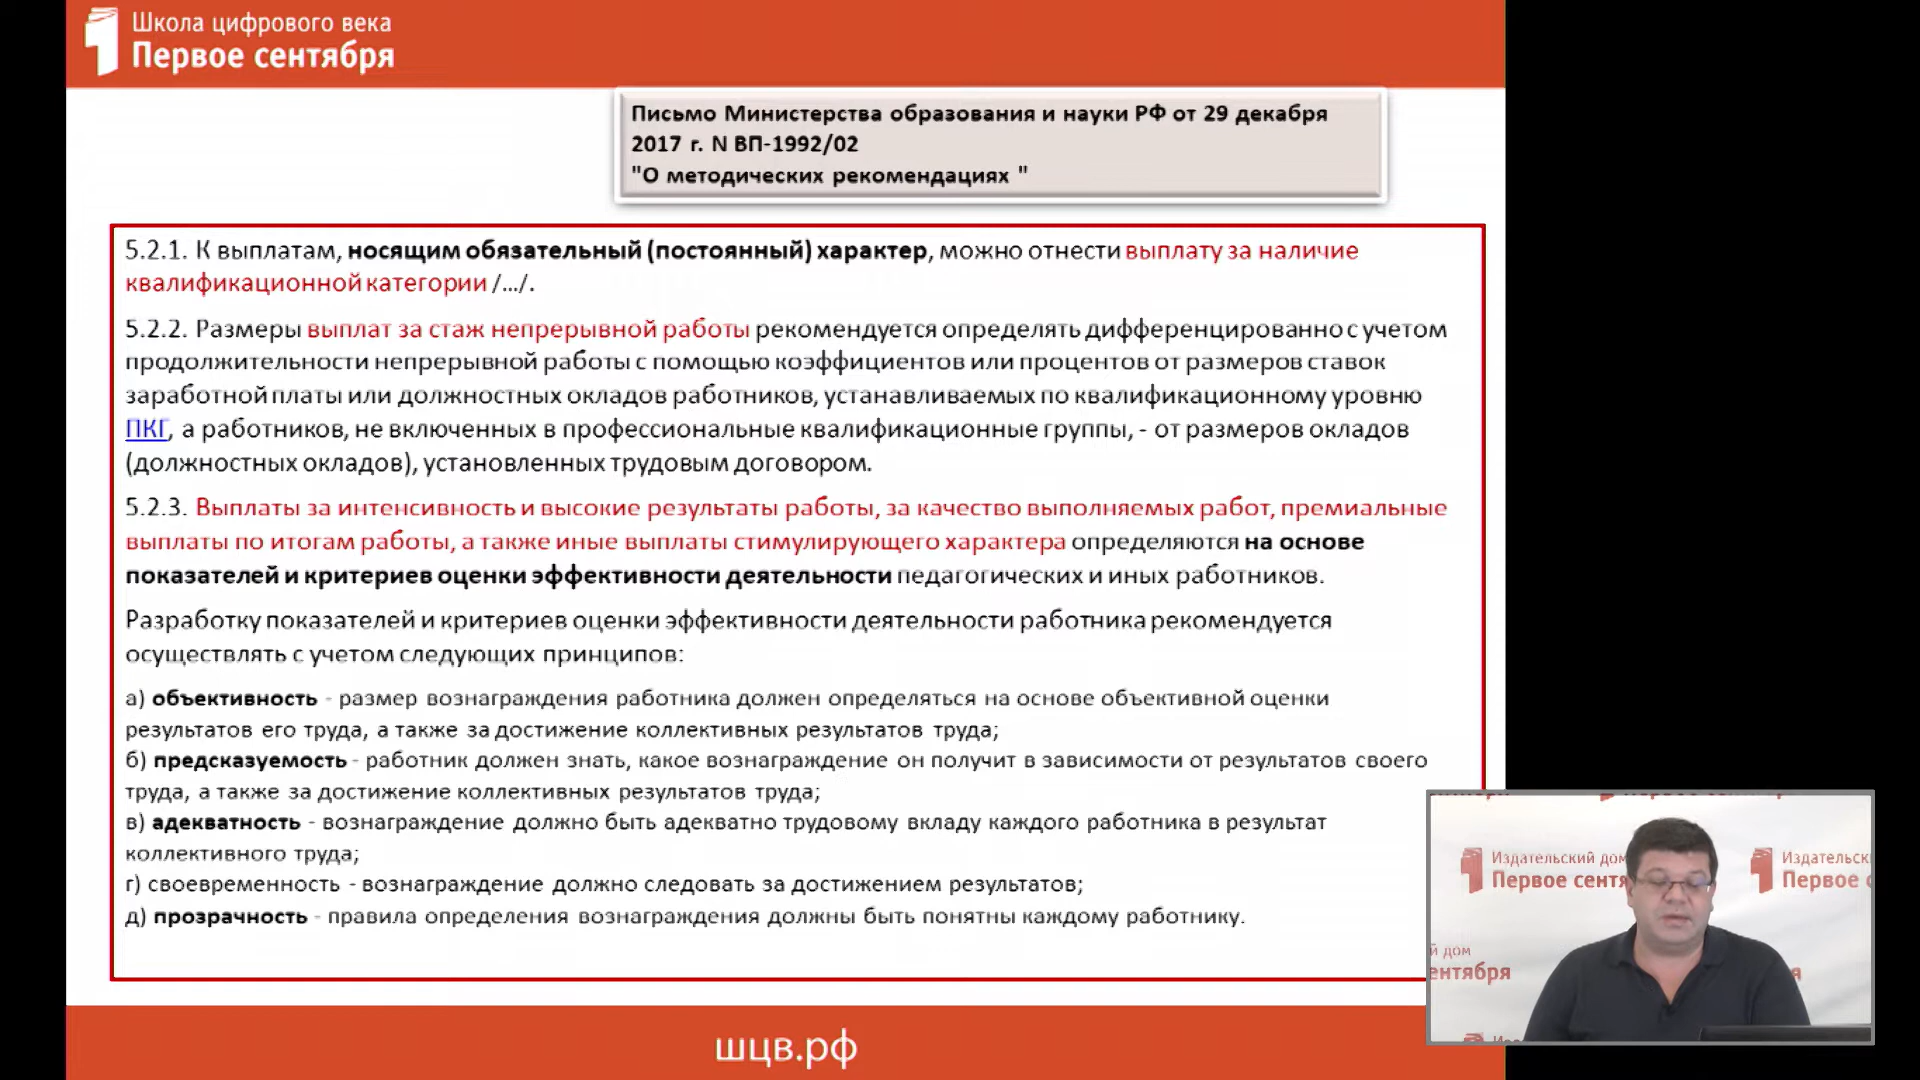 Школа цифрового века
Первое сентября
Письмо Министерства образования и науки РФ от 29 декабря
2017 г. N ВП-1992/02
"О методических рекомендациях "
5.2.1. К выплатам, носящим обязательный (постоянный) характер, можно отнести выплату за наличие
квалификационной категории /…/.
5.2.2. Размеры выплат за стаж непрерывной работы рекомендуется определять дифференцированно с учетом
продолжительности непрерывной работы с помощью коэффициентов или процентов от размеров ставок
заработной платы или должностных окладов работников, устанавливаемых по квалификационному уровню
ПКГ, а работников, не включенных в профессиональные квалификационные группы, - от размеров окладов
(должностных окладов), установленных трудовым договором.
5.2.3. Выплаты за интенсивность и высокие результаты работы, за качество выполняемых работ, премиальные
выплаты по итогам работы, а также иные выплаты стимулирующего характера определяются на основе
показателей и критериев оценки эффективности деятельности педагогических и иных работников.
Разработку показателей и критериев оценки эффективности деятельности работника рекомендуется
осуществлять с учетом следующих принципов:
а) объективность - размер вознаграждения работника должен определяться на основе объективной оценки
результатов его труда, а также за достижение коллективных результатов труда;
б) предсказуемость - работник должен знать, какое вознаграждение он получит в зависимости от результатов своего
труда, а также за достижение коллективных результатов труда;
в) адекватность - вознаграждение должно быть адекватно трудовому вкладу каждого работника в результат
коллективного труда;
г) своевременность - вознаграждение должно следовать за достижением результатов;
д) прозрачность - правила определения вознаграждения должны быть понятны каждому работнику.
Издательский дом
Первое сентя
Издательск
Первое с
й дом
ентября
шцв.рф